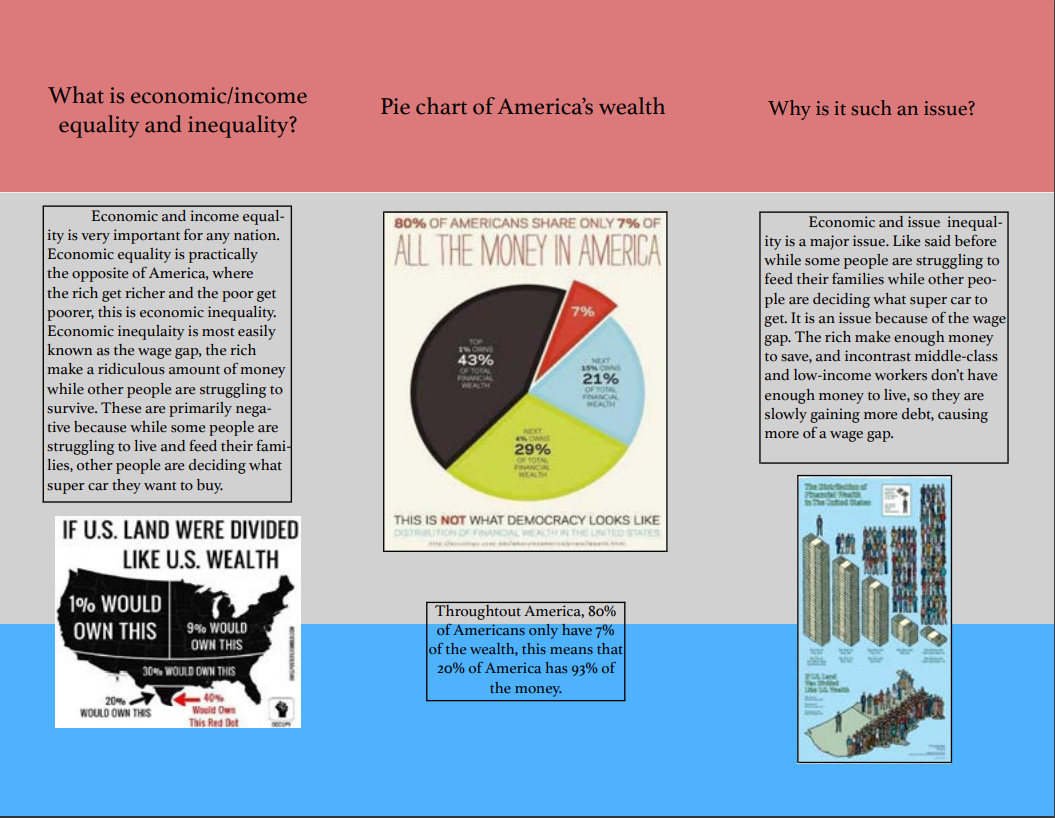 What is economic/income
equality and inequality?
Economic and income equal-
ity is very important for any nation.
Economic equality is practically
the opposite of America, where
the rich get richer and the poor get
poorer, this is economic inequality.
Economic inequlaity is most easily
known as the wage gap, the rich
make a ridiculous amount of money
while other people are struggling to
survive. These are primarily nega-
tive because while some people are
struggling to live and feed their fami-
lies, other people are deciding what
super car they want to buy.
IF U.S. LAND WERE DIVIDED
LIKE U.S. WEALTH
1% WOULD
OWN THIS
9% WOULD
OWN THIS
30% WOULD OWN THIS
20%
WOULD OWN THIS
40%
Would Own
This Red Dot
OCCUPY
Pie chart of America's wealth
80% OF AMERICANS SHARE ONLY 7% OF
ALL THE MONEY IN AMERICA
7%
TOP
1% OWNS
43%
OF TOTAL
FINANCIAL
WEALTH
NEXT
15% OWNS
21%
OF TOTAL
FINANCIAL
WEALTH
NEXT
4% OWNS
29%
OF TOTAL
FINANCIAL
WEALTH
THIS IS NOT WHAT DEMOCRACY LOOKS LIKE
DISTRIBUTION OF FINANCIAL WEALTH IN THE UNITED STATES
Throughtout America, 80%
of Americans only have 7%
of the wealth, this means that
20% of America has 93% of
the money.
Why is it such an issue?
Economic and issue inequal-
ity is a major issue. Like said before
while some people are struggling to
feed their families while other peo-
ple are deciding what super car to
get. It is an issue because of the wage
gap. The rich make enough money
to save, and incontrast middle-class
and low-income workers don't have
enough money to live, so they are
slowly gaining more debt, causing
more of a wage gap.
The Distribution of
Financial Wealth
in The United States
If U.S. Land
Was Divided
Like U.S. Wealth